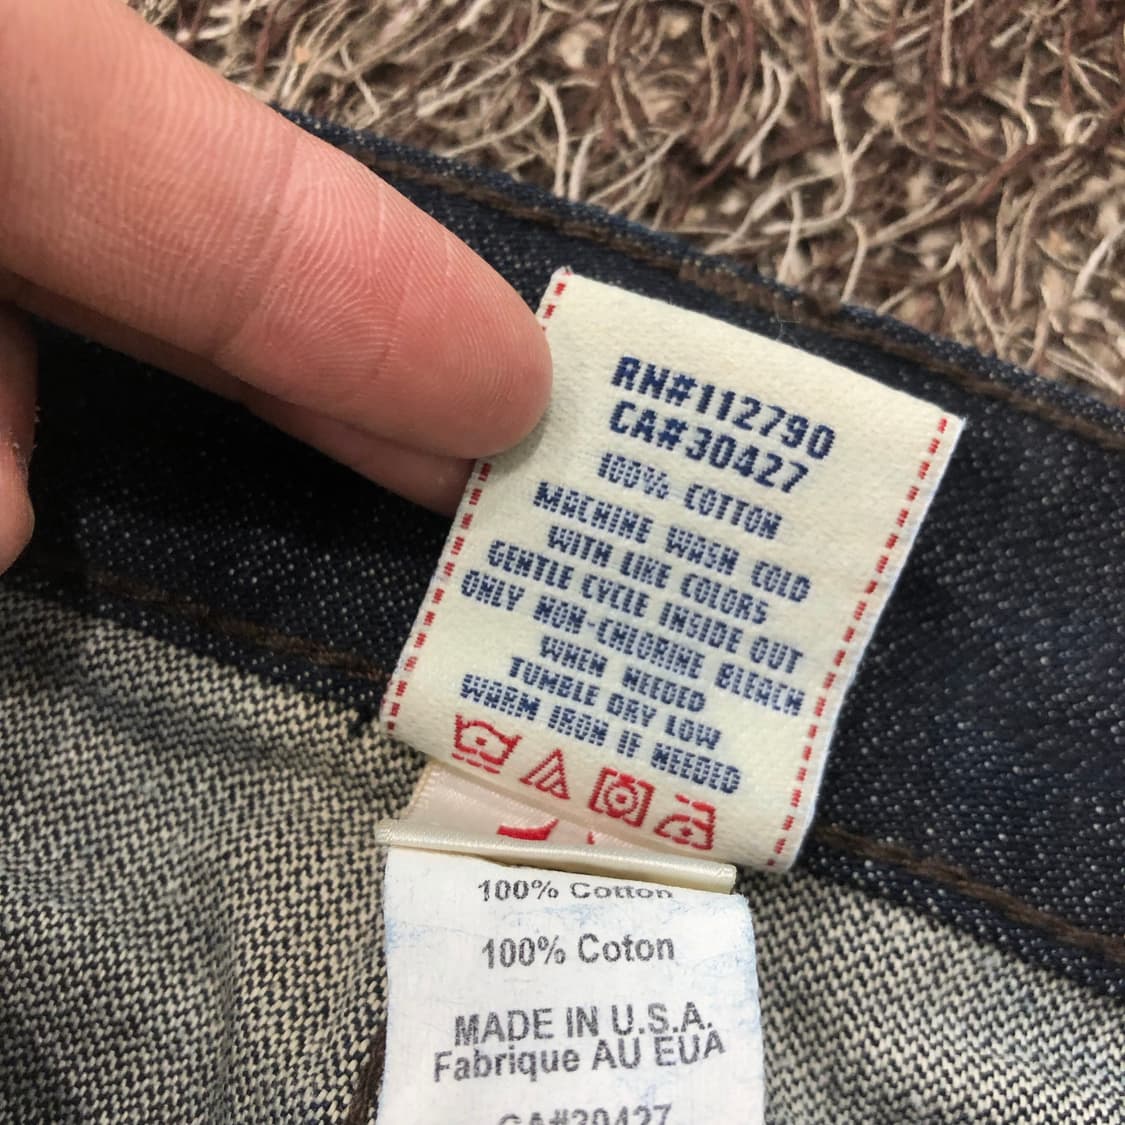 RN#112790
CA#30427
100% COTTON
MACHINE WASH COLD
WITH LIKE COLORS
GENTLE CYCLE INSIDE OUT
ONLY NON-CHLORINE BLEACH
WHEN NEEDED
TUMBLE DRY LOW
WARM IRON IF NEEDED
100% Cotton
100% Coton
MADE IN U.S.A.
Fabrique AU EUA
CA#30427